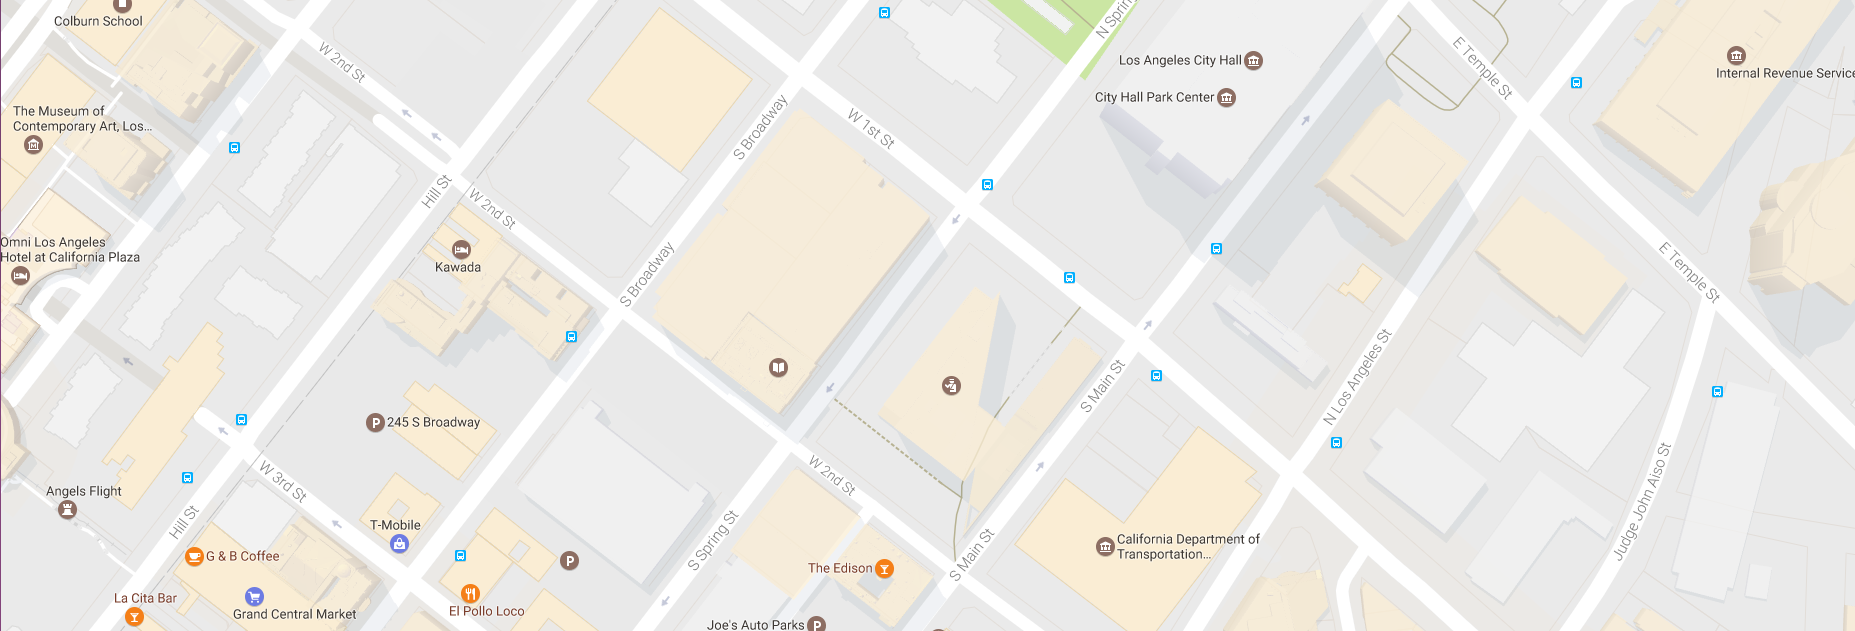 Colburn School
W 2nd St
N Spring
Los Angeles City Hall
E Temple St
Internal Revenue Service
City Hall Park Center
The Museum of
Contemporary Art, Los...
S Broadway
W 1st St
Hill St
W 2nd St
Omni Los Angeles
Hotel at California Plaza
Kawada
S Broadway
E Temple St
N Los Angeles St
S Main St
245 S Broadway
W 3rd St
W 2nd St
Judge John Aiso St
Angels Flight
Hill St
T-Mobile
S Spring St
S Main St
California Department of
Transportation...
G & B Coffee
The Edison
La Cita Bar
Grand Central Market
El Pollo Loco
Joe's Auto Parks